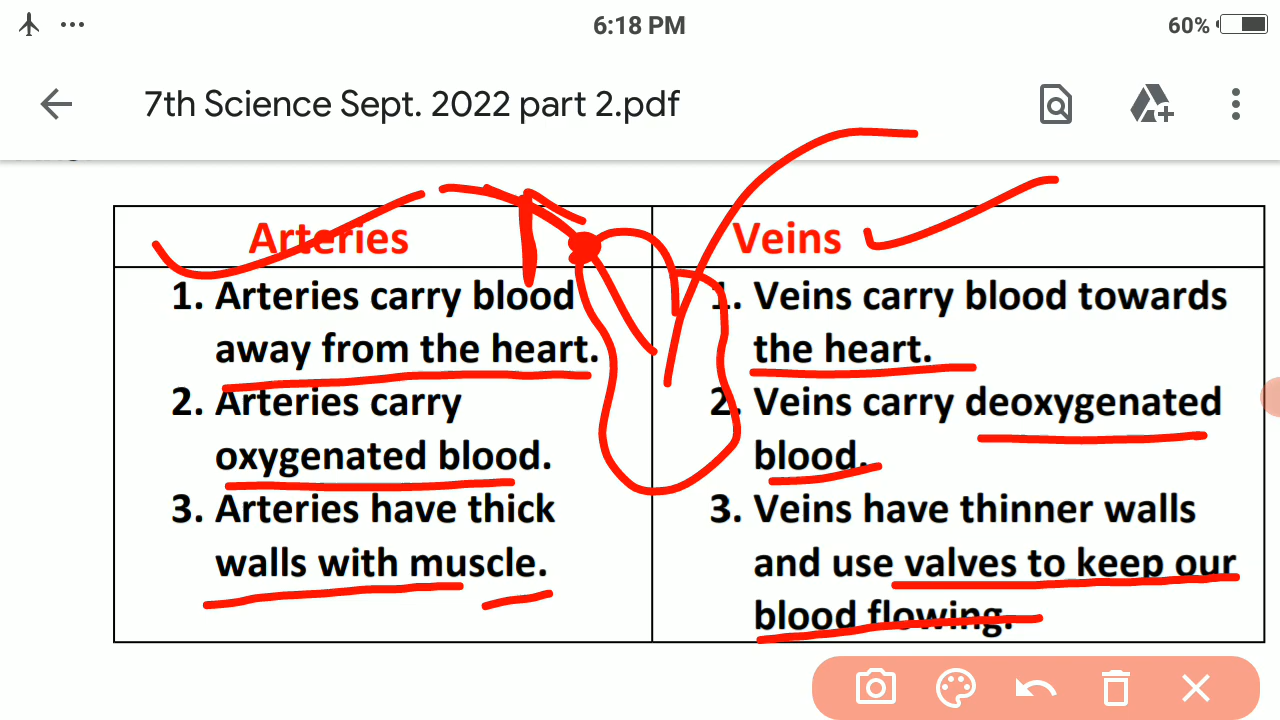 6:18 PM
60%
7th Science Sept. 2022 part 2.pdf
Arteries
Veins
1. Arteries carry blood
away from the heart.
2. Arteries carry
oxygenated blood.
3. Arteries have thick
walls with muscle.
1. Veins carry blood towards
the heart.
2. Veins carry deoxygenated
blood.
3. Veins have thinner walls
and use valves to keep our
blood flowing.